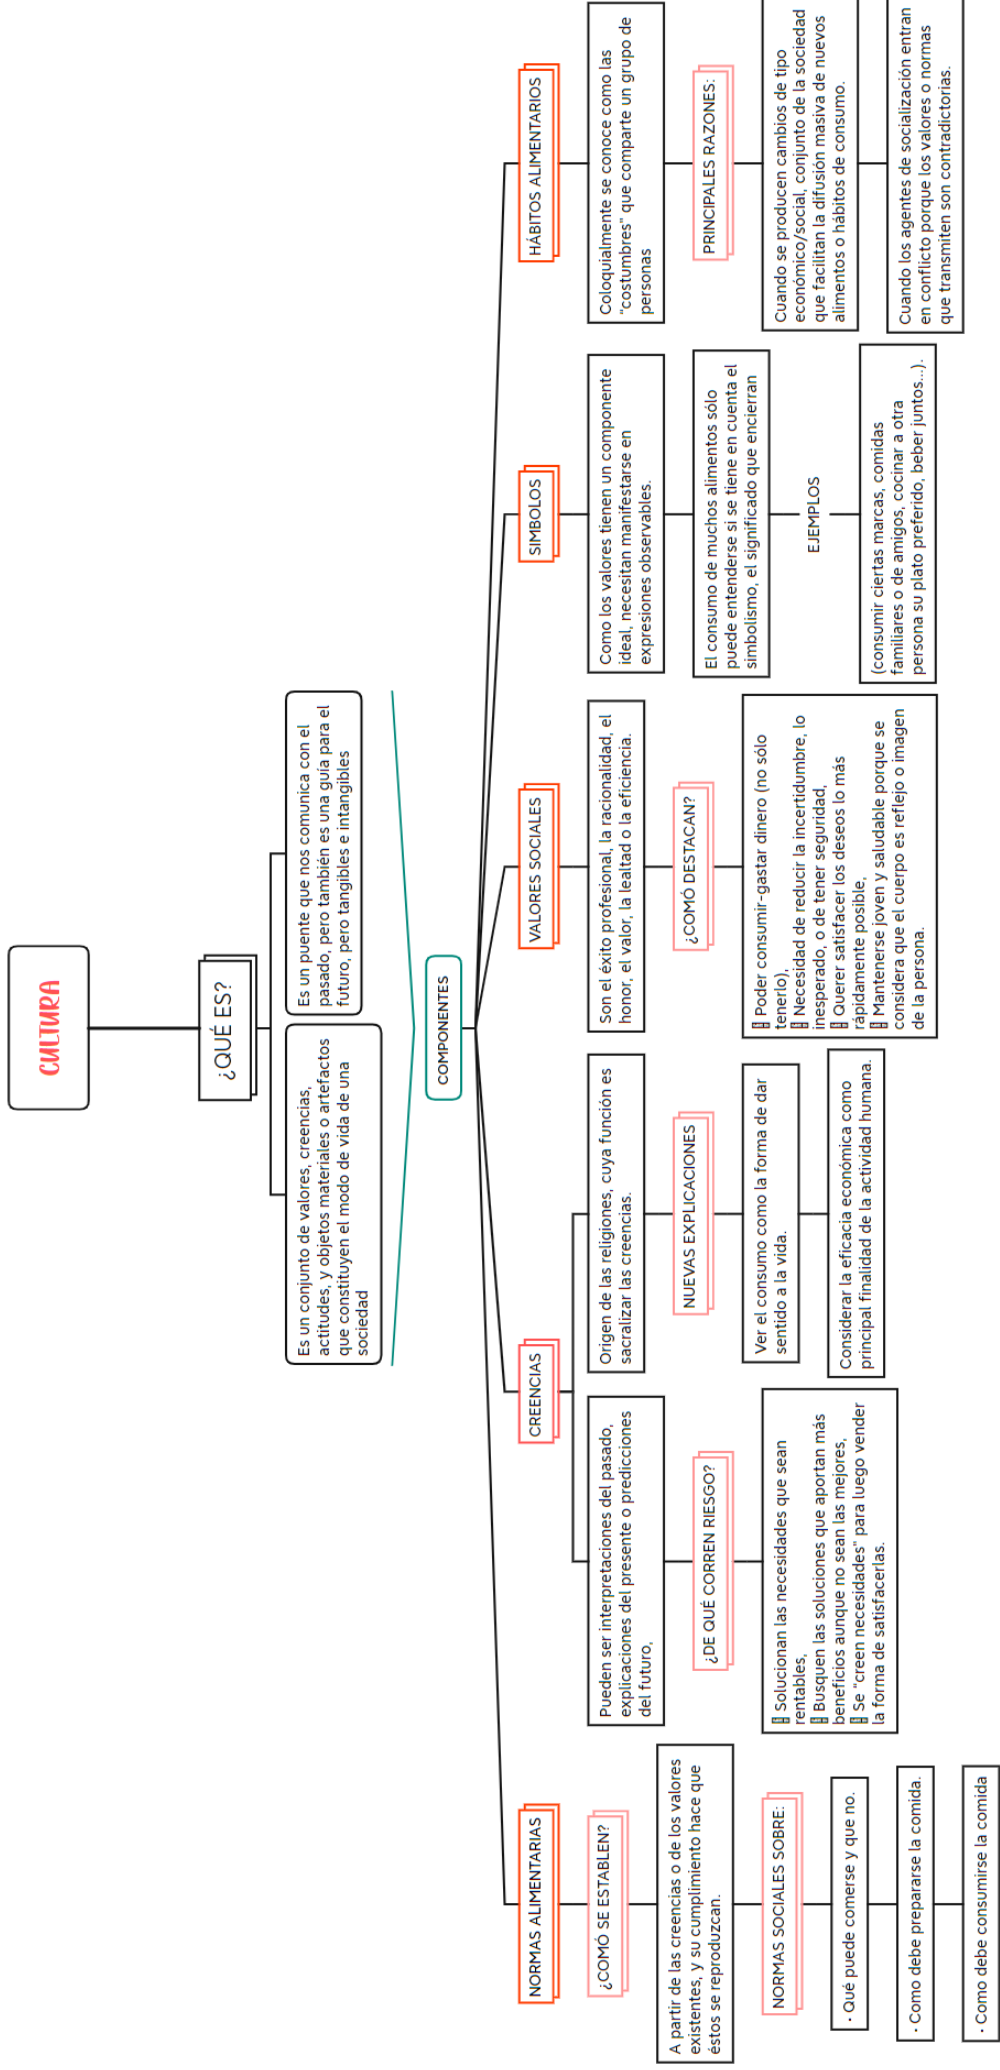 CULTURA
¿QUÉ ES?
Es un conjunto de valores, creencias,
actitudes, y objetos materiales o artefactos
que constituyen el modo de vida de una
sociedad
Es un puente que nos comunica con el
pasado, pero también es una guía para el
futuro, pero tangibles e intangibles
COMPONENTES
NORMAS ALIMENTARIAS
¿COMÓ SE ESTABLEN?
A partir de las creencias o de los valores
existentes, y su cumplimiento hace que
éstos se reproduzcan.
NORMAS SOCIALES SOBRE:
· Qué puede comerse y que no.
· Como debe prepararse la comida.
· Como debe consumirse la comida
CREENCIAS
Pueden ser interpretaciones del pasado,
explicaciones del presente o predicciones
del futuro,
¿DE QUÉ CORREN RIESGO?
Solucionan las necesidades que sean
rentables,
Busquen las soluciones que aportan más
beneficios aunque no sean las mejores,
Se "creen necesidades" para luego vender
la forma de satisfacerlas.
Origen de las religiones, cuya función es
sacralizar las creencias.
NUEVAS EXPLICACIONES
Ver el consumo como la forma de dar
sentido a la vida.
Considerar la eficacia económica como
principal finalidad de la actividad humana.
VALORES SOCIALES
Son el éxito profesional, la racionalidad, el
honor, el valor, la lealtad o la eficiencia.
¿COMÓ DESTACAN?
Poder consumir-gastar dinero (no sólo
tenerlo),
Necesidad de reducir la incertidumbre, lo
inesperado, o de tener seguridad,
Querer satisfacer los deseos lo más
rápidamente posible,
Mantenerse joven y saludable porque se
considera que el cuerpo es reflejo o imagen
de la persona.
SIMBOLOS
Como los valores tienen un componente
ideal, necesitan manifestarse en
expresiones observables.
El consumo de muchos alimentos sólo
puede entenderse si se tiene en cuenta el
simbolismo, el significado que encierran
EJEMPLOS
(consumir ciertas marcas, comidas
familiares o de amigos, cocinar a otra
persona su plato preferido, beber juntos...).
HÁBITOS ALIMENTARIOS
Coloquialmente se conoce como las
"costumbres" que comparte un grupo de
personas
PRINCIPALES RAZONES:
Cuando se producen cambios de tipo
económico/social, conjunto de la sociedad
que facilitan la difusión masiva de nuevos
alimentos o hábitos de consumo.
Cuando los agentes de socialización entran
en conflicto porque los valores o normas
que transmiten son contradictorias.